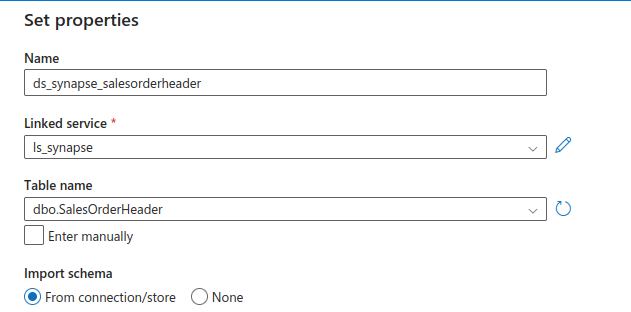 Set properties
Name
ds_synapse_salesorderheader
Linked service *
ls_synapse
Table name
dbo.SalesOrderHeader
Enter manually
Import schema
From connection/store None